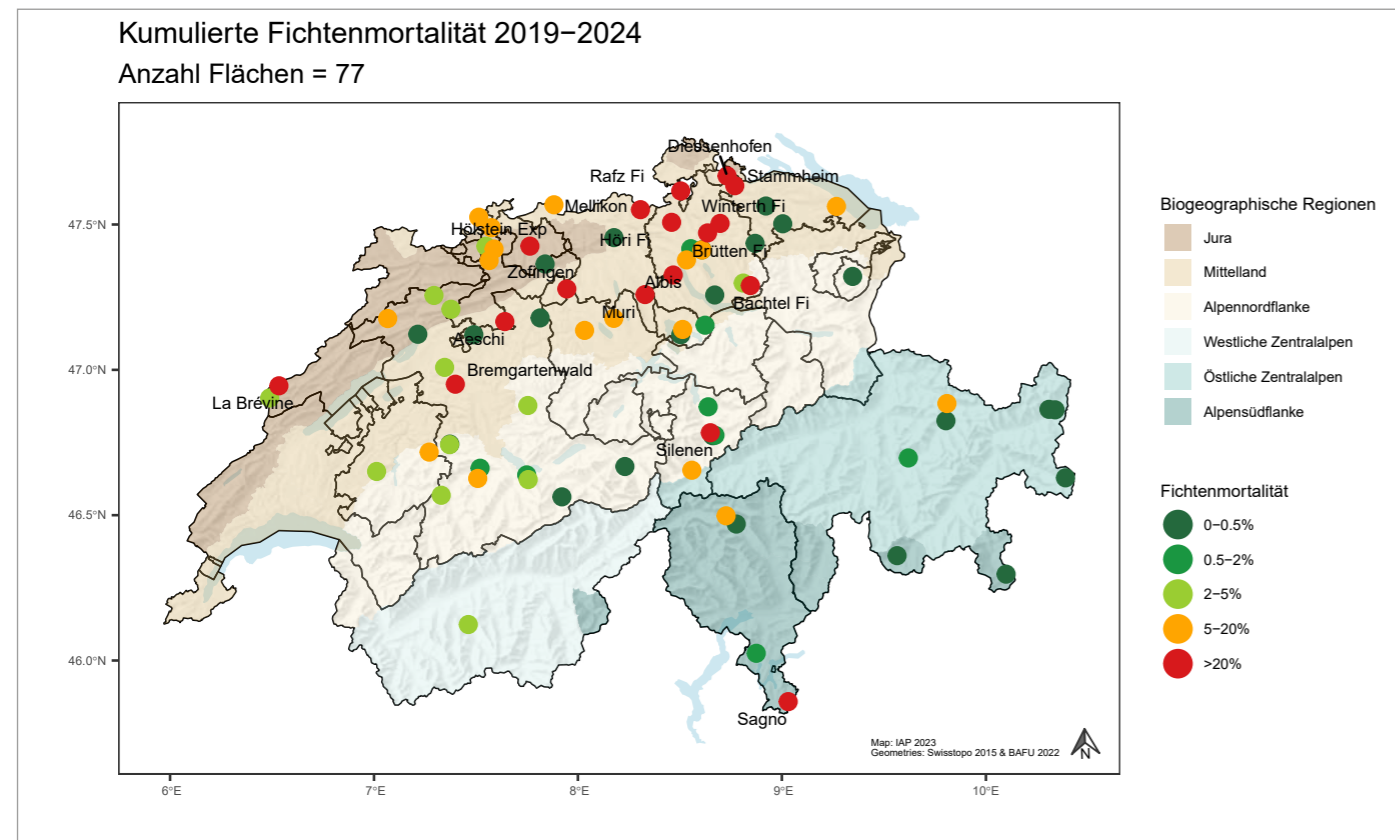 Kumulierte Fichtenmortalität 2019−2024
Anzahl Flächen = 77
Diessenhofen
Rafz Fi
Stammheim
Mellikon
Winterth Fi
47.5°N
Hölstein Exp
Höri Fi
Brütten Fi
Zofingen
Albis
Bachtel Fi
Muri
Aeschi
47.0°N
Bremgartenwald
La Brévine
Silenen
46.5°N
46.0°N
Sagno
Map: IAP 2023
Geometries: Swisstopo 2015 & BAFU 2022
N
6°E
7°E
8°E
9°E
10°E
Biogeographische Regionen
Jura
Mittelland
Alpennordflanke
Westliche Zentralalpen
Östliche Zentralalpen
Alpensüdflanke
Fichtenmortalität
0−0.5%
0.5−2%
2−5%
5−20%
>20%